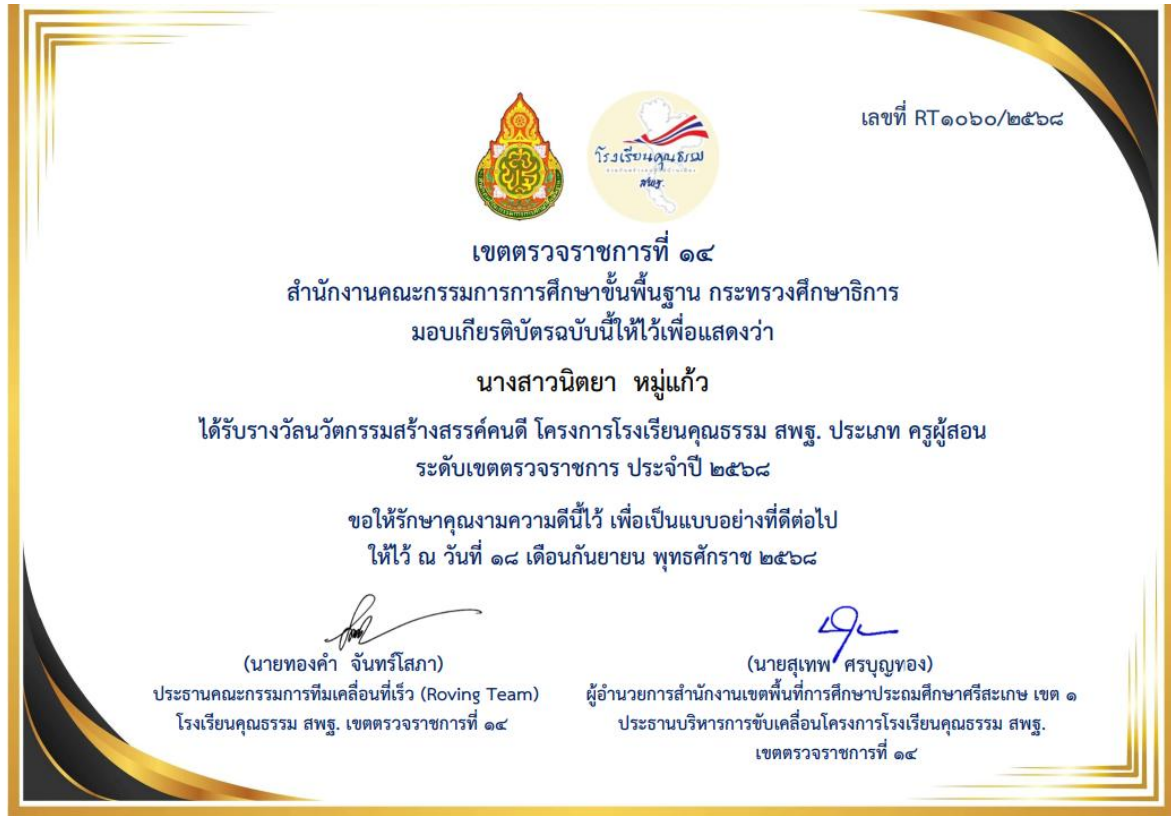 เลขที่ RT๑๐๖๐/๒๕๖๘
โรงเรียนคุณธรรม
สพฐ.
เขตตรวจราชการที่ ๑๔
สำนักงานคณะกรรมการการศึกษาขั้นพื้นฐาน กระทรวงศึกษาธิการ
มอบเกียรติบัตรฉบับนี้ให้ไว้เพื่อแสดงว่า
นางสาวนิตยา หมู่แก้ว
ได้รับรางวัลนวัตกรรมสร้างสรรค์คนดี โครงการโรงเรียนคุณธรรม สพฐ. ประเภท ครูผู้สอน
ระดับเขตตรวจราชการ ประจำปี ๒๕๖๘
ขอให้รักษาคุณงามความดีนี้ไว้ เพื่อเป็นแบบอย่างที่ดีต่อไป
ให้ไว้ ณ วันที่ ๑๘ เดือนกันยายน พุทธศักราช ๒๕๖๘
(นายทองคำ จันทร์โสภา)
ประธานคณะกรรมการทีมเคลื่อนที่เร็ว (Roving Team)
โรงเรียนคุณธรรม สพฐ. เขตตรวจราชการที่ ๑๔
(นายสุเทพ ศรบุญทอง)
ผู้อำนวยการสำนักงานเขตพื้นที่การศึกษาประถมศึกษาศรีสะเกษ เขต ๑
ประธานบริหารการขับเคลื่อนโครงการโรงเรียนคุณธรรม สพฐ.
เขตตรวจราชการที่ ๑๔